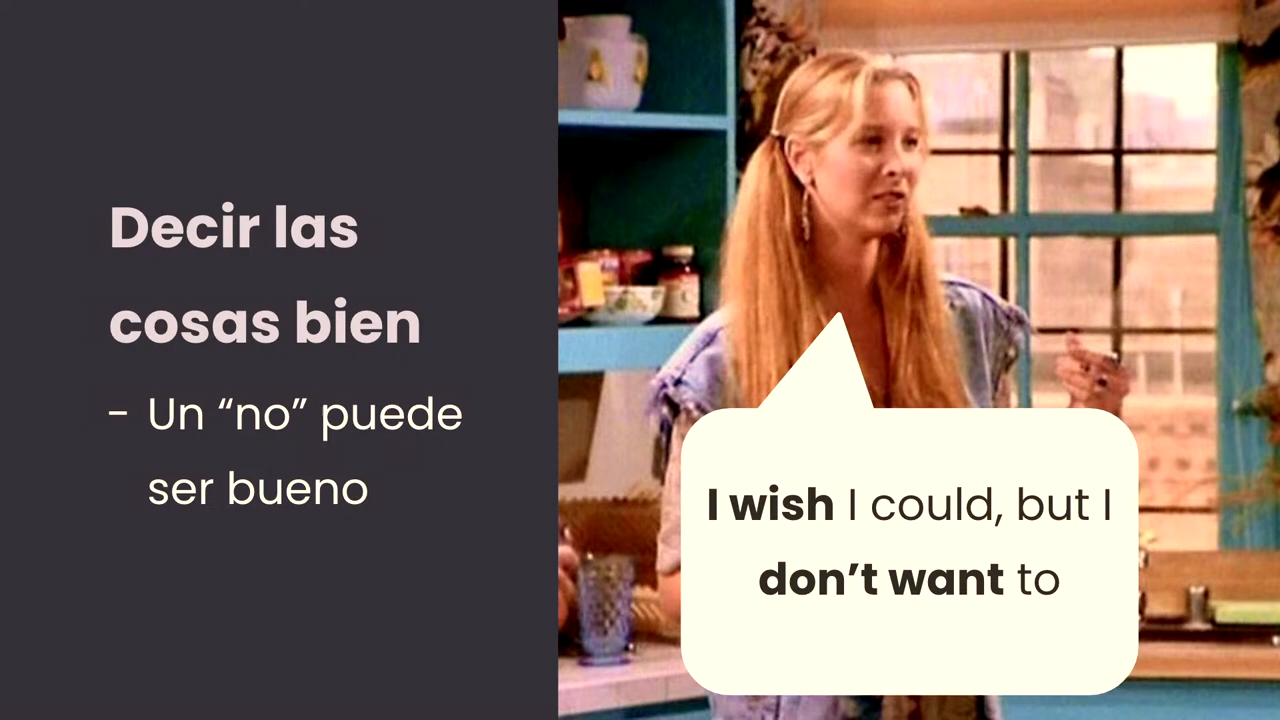 Decir las
cosas bien
- Un “no” puede
ser bueno
I wish I could, but I
don’t want to